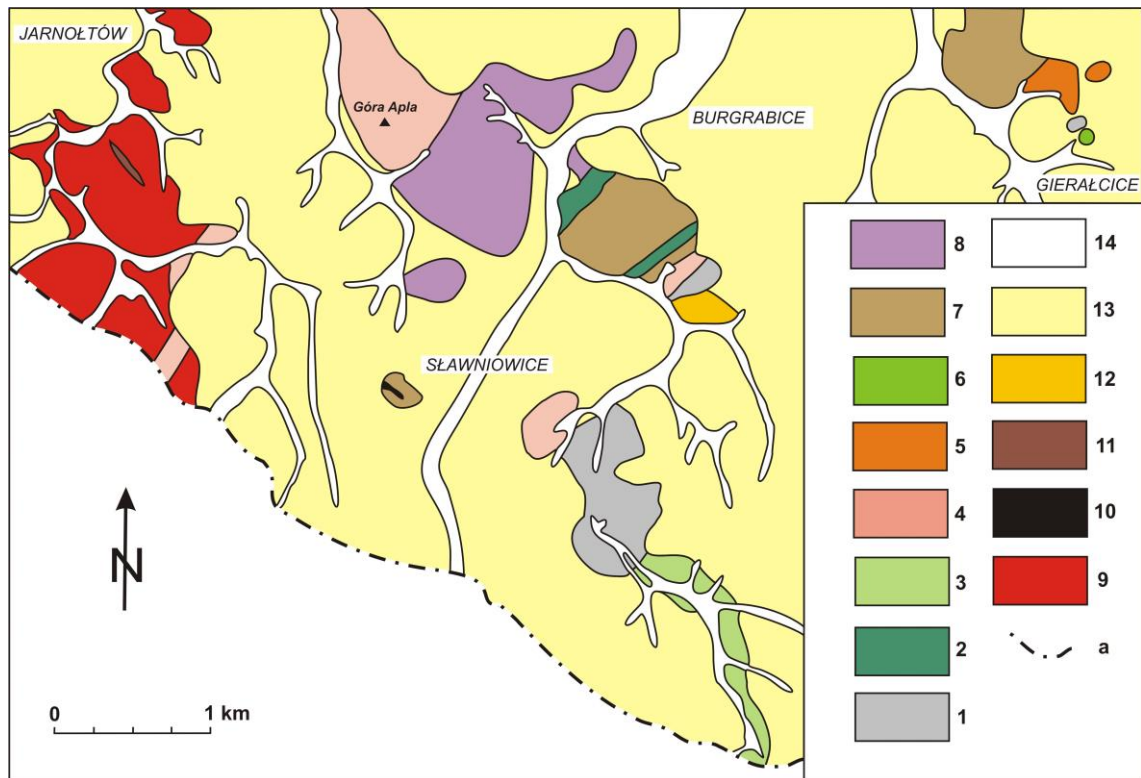 JARNOŁTÓW
Góra Apla
BURGRABICE
GIERAŁCICE
SŁAWNIOWICE
N
0 1 km
8 14
7 13
6 12
5 11
4 10
3 9
2 a
1